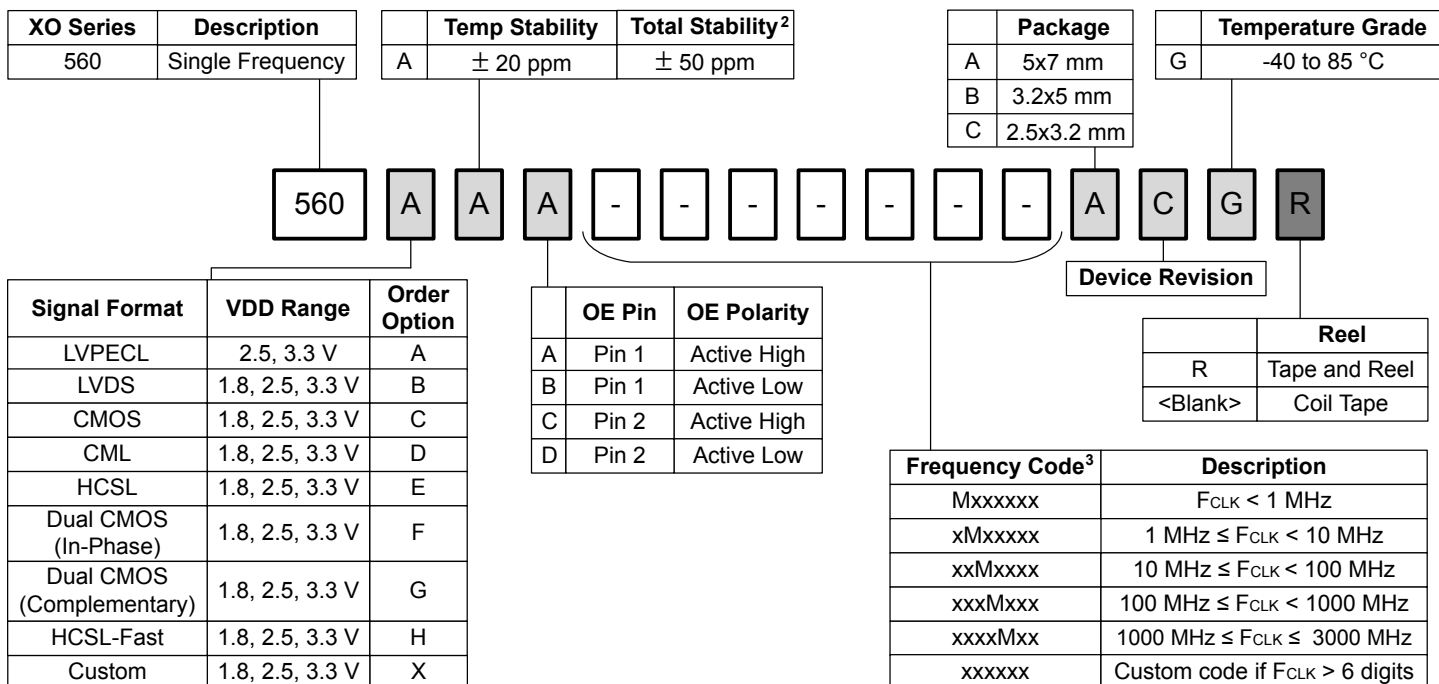 XO Series Description
560 Single Frequency
Temp Stability Total Stability2
A ± 20 ppm ± 50 ppm
Package
A 5x7 mm
B 3.2x5 mm
C 2.5x3.2 mm
Temperature Grade
G -40 to 85 °C
560 A A A - - - - - - - A C G R
Signal Format VDD Range Order Option
LVPECL 2.5, 3.3 V A
LVDS 1.8, 2.5, 3.3 V B
CMOS 1.8, 2.5, 3.3 V C
CML 1.8, 2.5, 3.3 V D
HCSL 1.8, 2.5, 3.3 V E
Dual CMOS (In-Phase) 1.8, 2.5, 3.3 V F
Dual CMOS (Complementary) 1.8, 2.5, 3.3 V G
HCSL-Fast 1.8, 2.5, 3.3 V H
Custom 1.8, 2.5, 3.3 V X
OE Pin OE Polarity
A Pin 1 Active High
B Pin 1 Active Low
C Pin 2 Active High
D Pin 2 Active Low
Device Revision
Reel
R Tape and Reel
<Blank> Coil Tape
Frequency Code3 Description
Mxxxxxx FCLK < 1 MHz
xMxxxxx 1 MHz ≤ FCLK < 10 MHz
xxMxxxx 10 MHz ≤ FCLK < 100 MHz
xxxMxxx 100 MHz ≤ FCLK < 1000 MHz
xxxxMxx 1000 MHz ≤ FCLK ≤ 3000 MHz
xxxxxx Custom code if FCLK > 6 digits